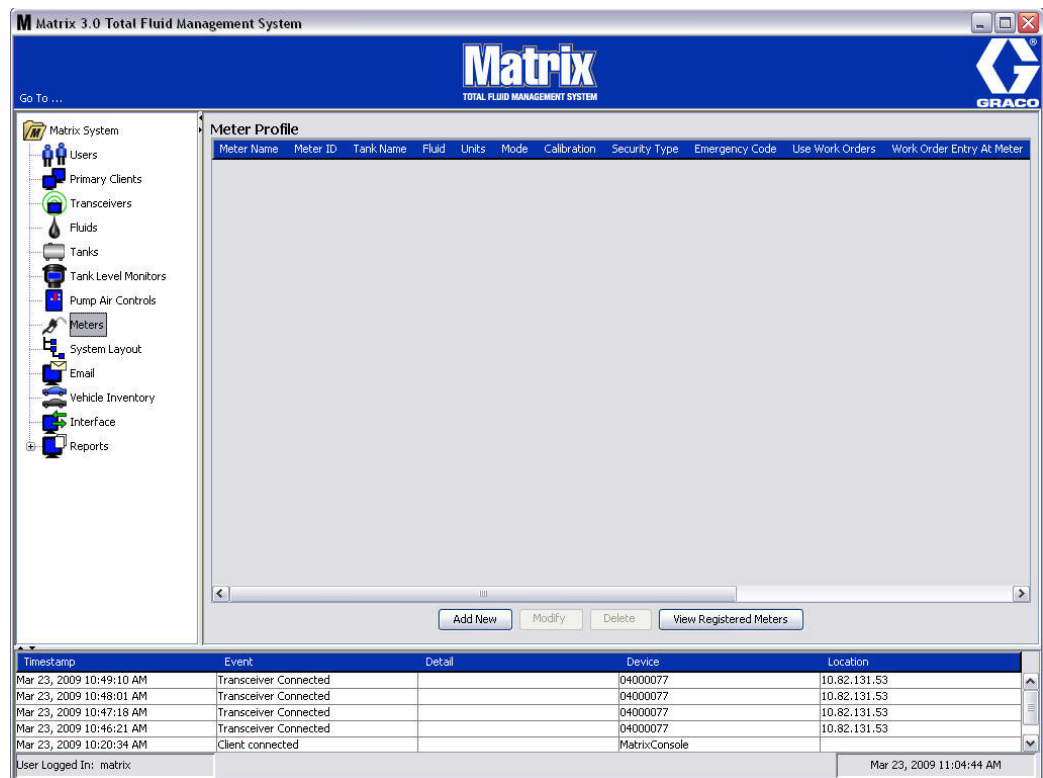 Matrix 3.0 Total Fluid Management System
Matrix
TOTAL FLUID MANAGEMENT SYSTEM
Go To ...
GRACO
Matrix System
Users
Primary Clients
Transceivers
Fluids
Tanks
Tank Level Monitors
Pump Air Controls
Meters
System Layout
Email
Vehicle Inventory
Interface
Reports
Meter Profile
Meter Name Meter ID Tank Name Fluid Units Mode Calibration Security Type Emergency Code Use Work Orders Work Order Entry At Meter
Add New Modify Delete View Registered Meters
Timestamp Event Detail Device Location
Mar 23, 2009 10:49:10 AM Transceiver Connected 04000077 10.82.131.53
Mar 23, 2009 10:48:01 AM Transceiver Connected 04000077 10.82.131.53
Mar 23, 2009 10:47:18 AM Transceiver Connected 04000077 10.82.131.53
Mar 23, 2009 10:46:21 AM Transceiver Connected 04000077 10.82.131.53
Mar 23, 2009 10:20:34 AM Client connected MatrixConsole
User Logged In: matrix Mar 23, 2009 11:04:44 AM